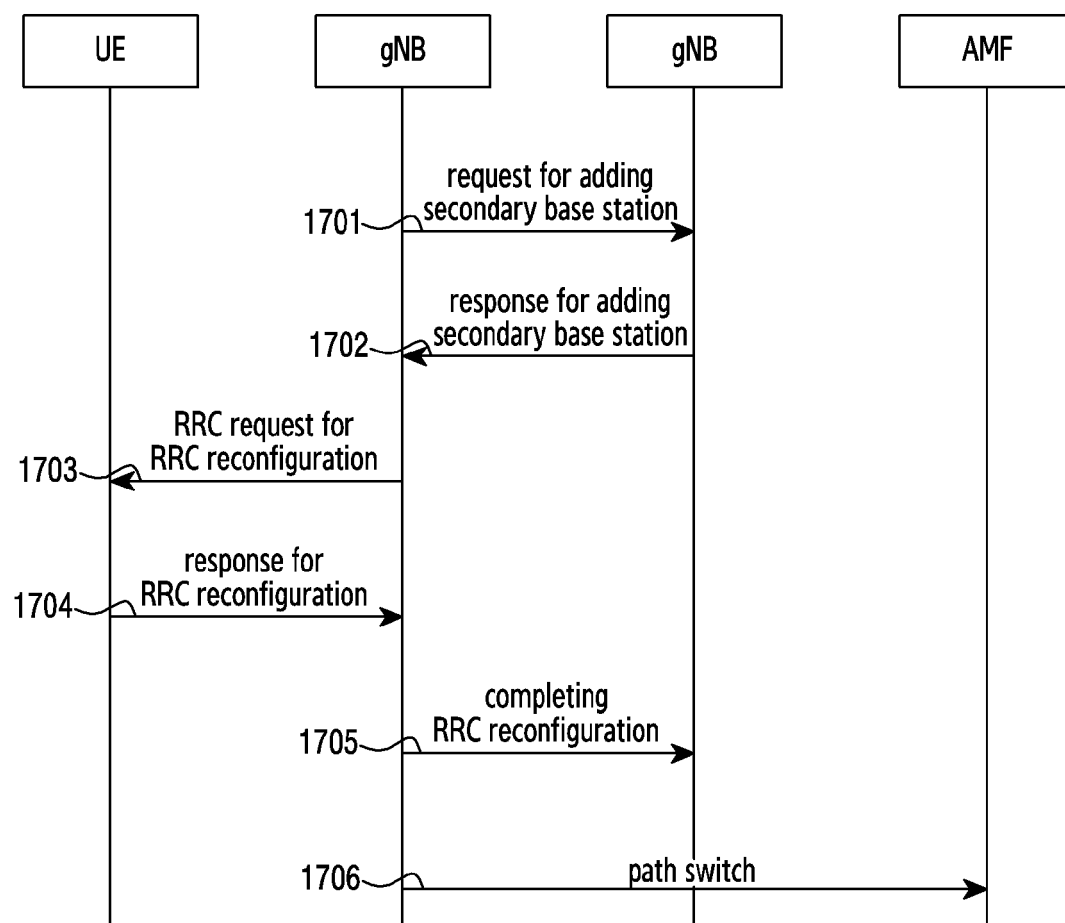 UE
gNB
gNB
AMF
request for adding
secondary base station
1701
response for adding
secondary base station
1702
RRC request for
RRC reconfiguration
1703
response for
RRC reconfiguration
1704
completing
RRC reconfiguration
1705
path switch
1706